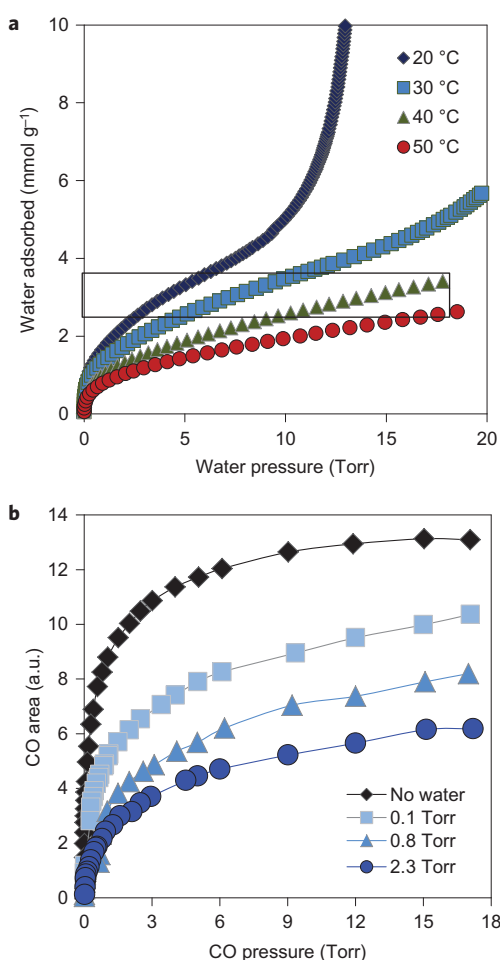 a
10
8
6
4
2
0
0 5 10 15 20
Water adsorbed (mmol g⁻¹)
Water pressure (Torr)
20 °C
30 °C
40 °C
50 °C
b
14
12
10
8
6
4
2
0
0 3 6 9 12 15 18
CO area (a.u.)
CO pressure (Torr)
No water
0.1 Torr
0.8 Torr
2.3 Torr